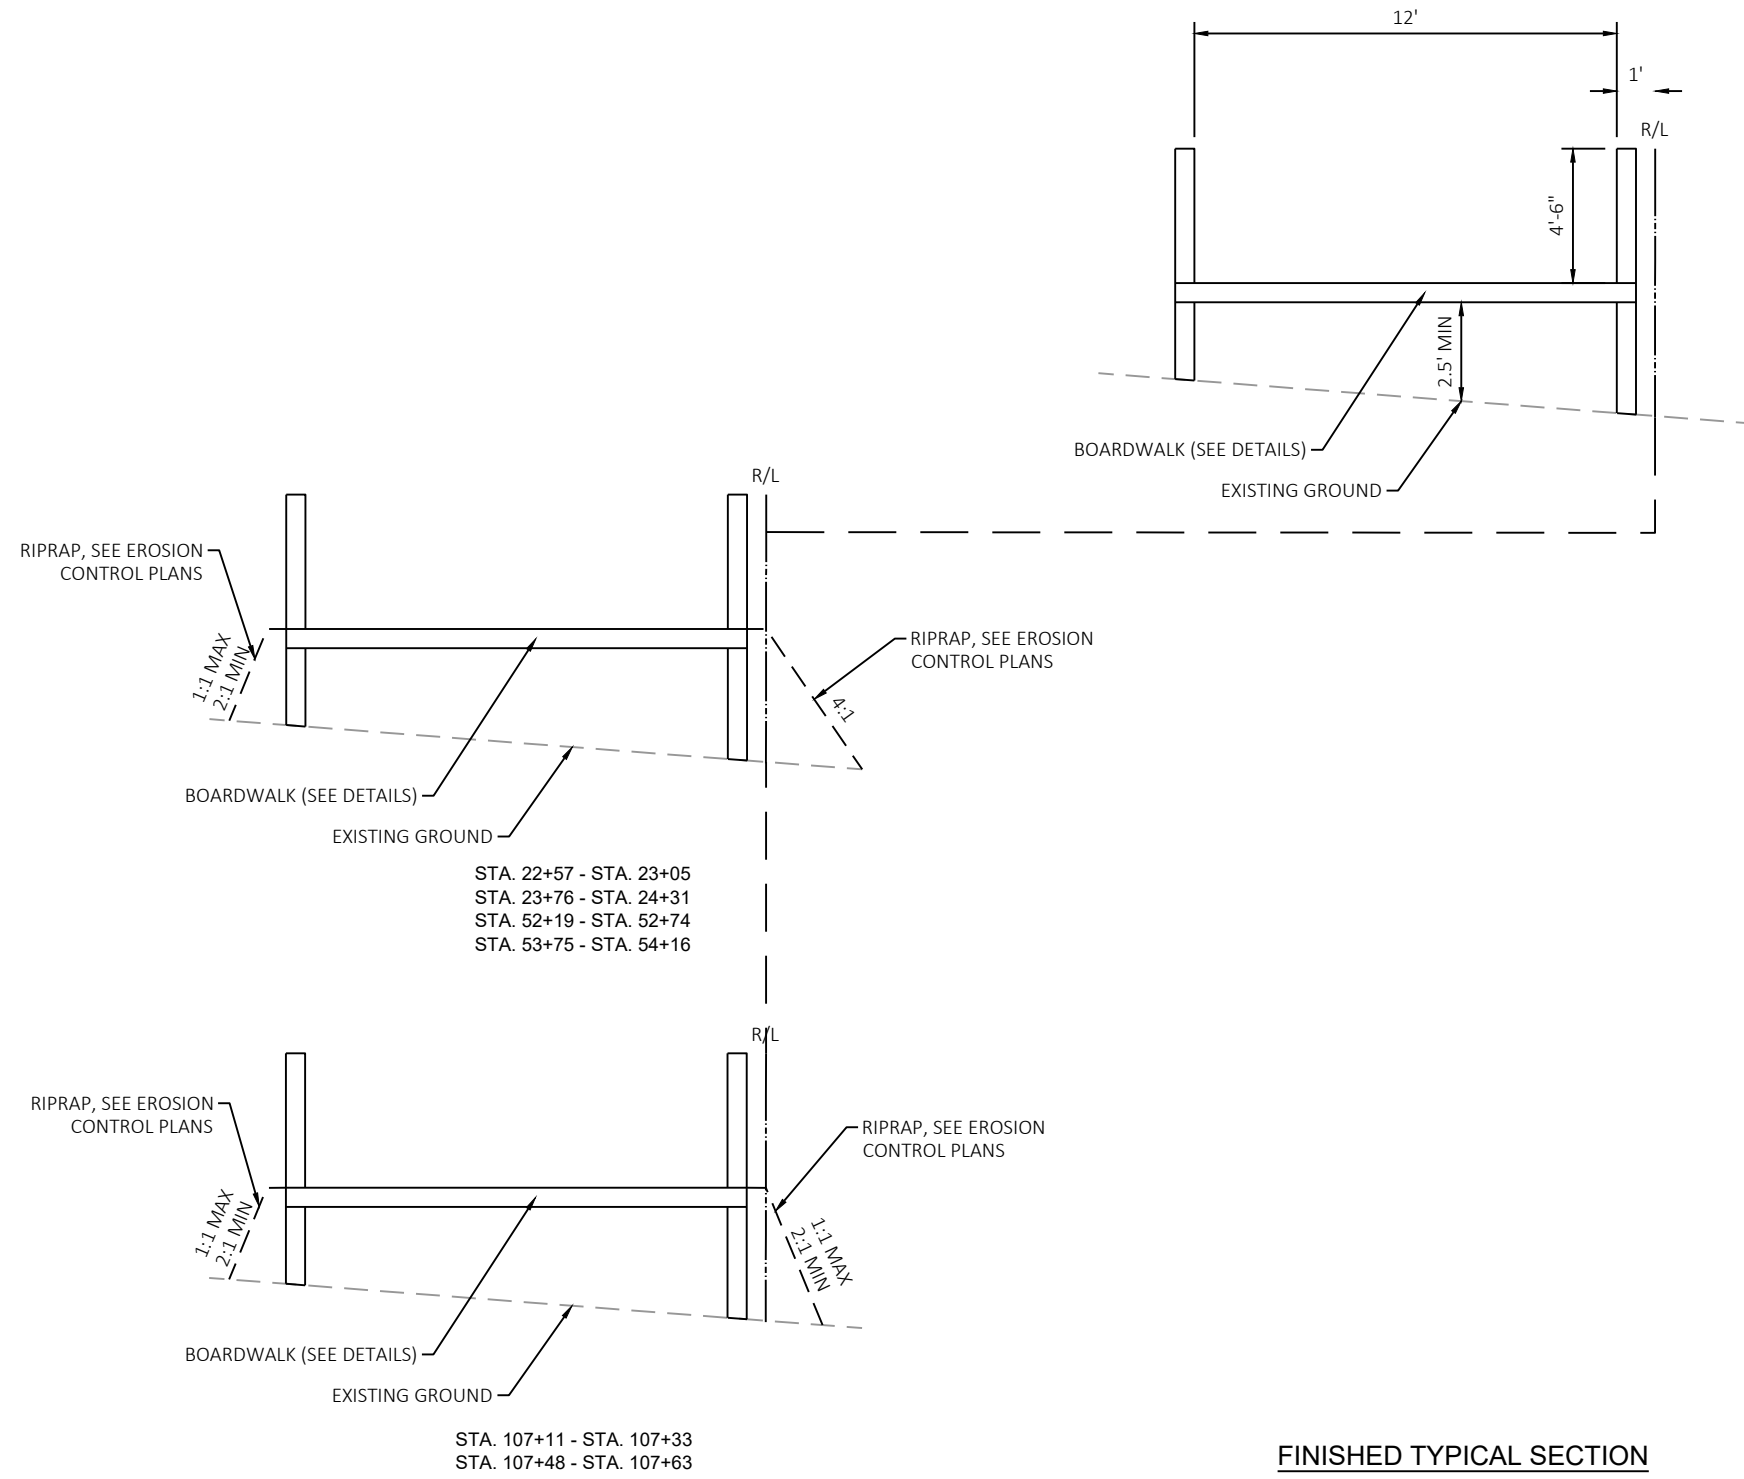 12'
1'
R/L
4'-6"
2.5' MIN
BOARDWALK (SEE DETAILS)
EXISTING GROUND
R/L
RIPRAP, SEE EROSION
CONTROL PLANS
1:1 MAX
2:1 MIN
RIPRAP, SEE EROSION
CONTROL PLANS
4:1
BOARDWALK (SEE DETAILS)
EXISTING GROUND
STA. 22+57 - STA. 23+05
STA. 23+76 - STA. 24+31
STA. 52+19 - STA. 52+74
STA. 53+75 - STA. 54+16
R/L
RIPRAP, SEE EROSION
CONTROL PLANS
1:1 MAX
2:1 MIN
RIPRAP, SEE EROSION
CONTROL PLANS
1:1 MAX
2:1 MIN
BOARDWALK (SEE DETAILS)
EXISTING GROUND
STA. 107+11 - STA. 107+33
STA. 107+48 - STA. 107+63
FINISHED TYPICAL SECTION